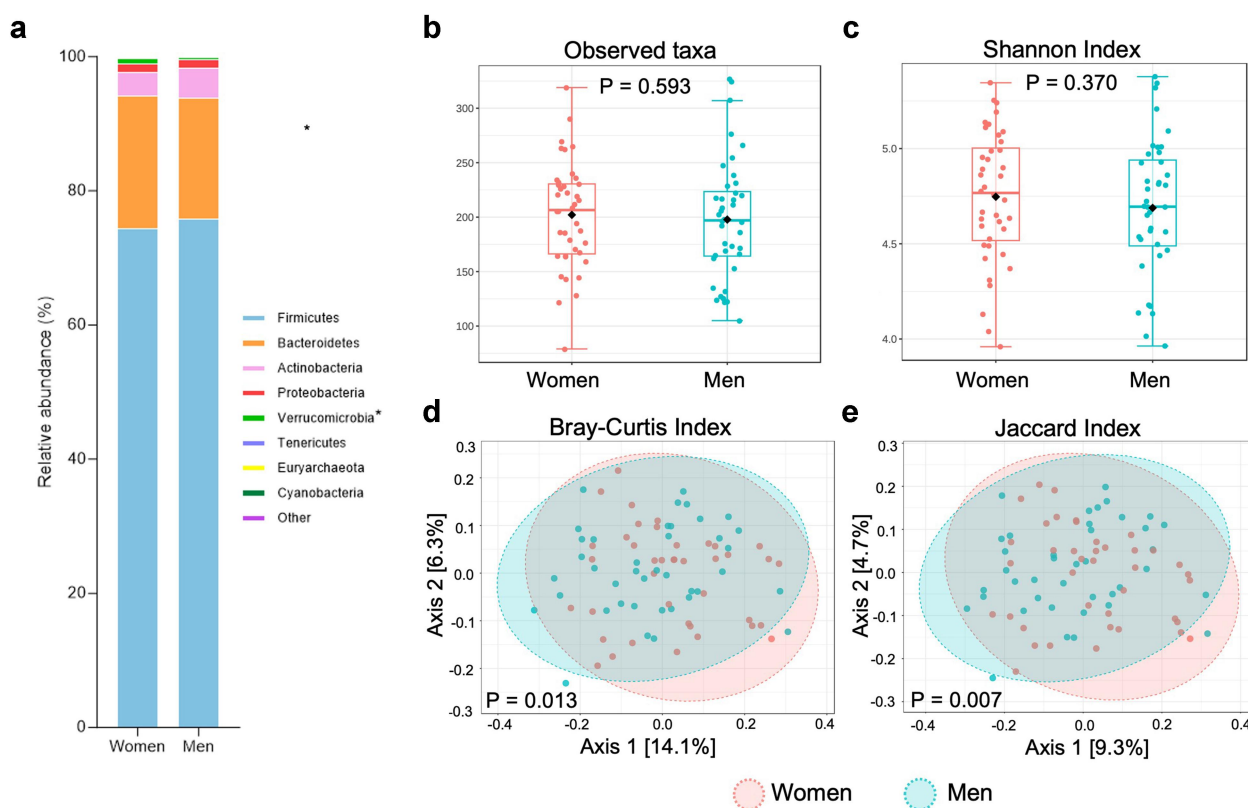 a
100
80
60
40
20
0
Relative abundance (%)
Women
Men
*
Firmicutes
Bacteroidetes
Actinobacteria
Proteobacteria
Verrucomicrobia*
Tenericutes
Euryarchaeota
Cyanobacteria
Other
b
Observed taxa
P = 0.593
300
250
200
150
100
Women
Men
c
Shannon Index
P = 0.370
5.0
4.5
4.0
Women
Men
d
Bray-Curtis Index
0.3
0.2
0.1
0.0
-0.1
-0.2
-0.3
Axis 2 [6.3%]
P = 0.013
-0.4
-0.2
0.0
0.2
0.4
Axis 1 [14.1%]
e
Jaccard Index
0.3
0.2
0.1
0.0
-0.1
-0.2
-0.3
Axis 2 [4.7%]
P = 0.007
-0.4
-0.2
0.0
0.2
0.4
Axis 1 [9.3%]
Women
Men